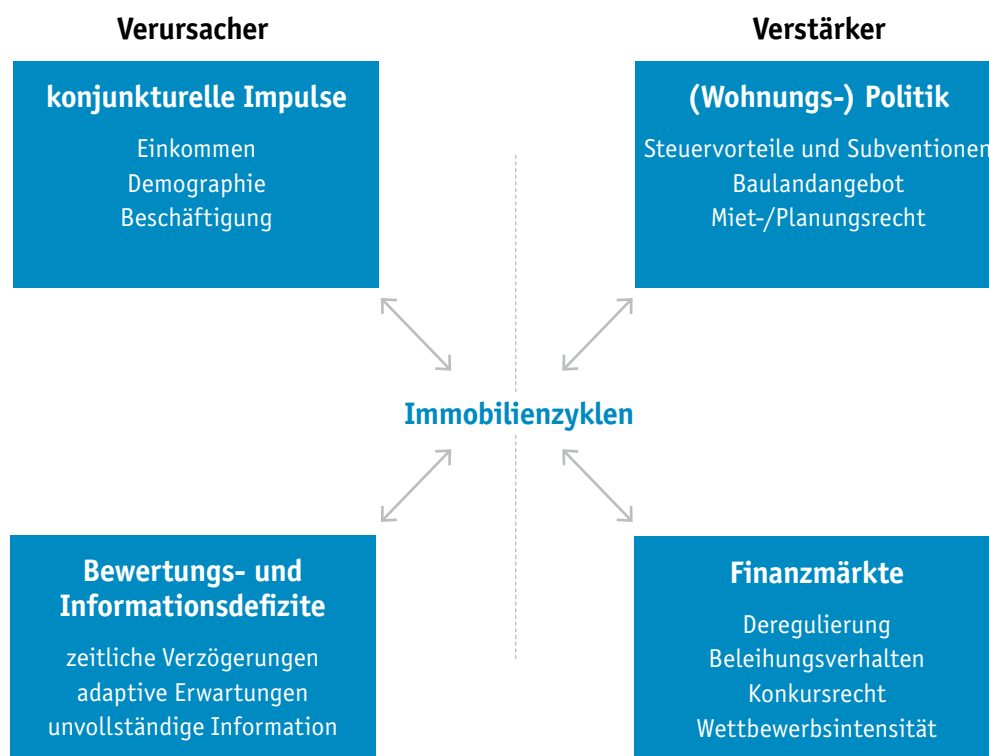 Verursacher
Verstärker
konjunkturelle Impulse
Einkommen
Demographie
Beschäftigung
(Wohnungs-) Politik
Steuervorteile und Subventionen
Baulandangebot
Miet-/Planungsrecht
Immobilienzyklen
Bewertungs- und
Informationsdefizite
zeitliche Verzögerungen
adaptive Erwartungen
unvollständige Information
Finanzmärkte
Deregulierung
Beleihungsverhalten
Konkursrecht
Wettbewerbsintensität